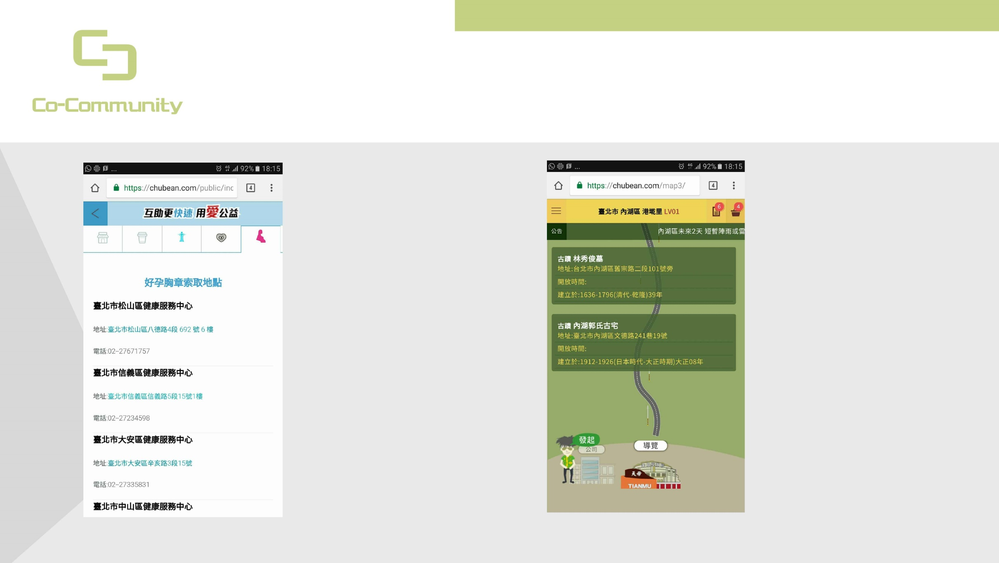 Co-Community
... 4G 92% 18:15
https://chubean.com/public/inc 4
互助更快速 用愛公益
好孕胸章索取地點
臺北市松山區健康服務中心
地址:臺北市松山區八德路4段 692 號 6 樓
電話:02-27671757
臺北市信義區健康服務中心
地址:臺北市信義區信義路5段15號1樓
電話:02-27234598
臺北市大安區健康服務中心
地址:臺北市大安區辛亥路3段15號
電話:02-27335831
臺北市中山區健康服務中心
... 4G 92% 18:15
https://chubean.com/map3/ 4
臺北市 內湖區 港墘里 LV01 6 4
公告 內湖區未來2天 短暫陣雨或雷
古蹟 林秀俊墓
地址:台北市內湖區舊宗路二段101號旁
開放時間:
建立於:1636-1796(清代-乾隆)39年
古蹟 內湖郭氏古宅
地址:臺北市內湖區文德路241巷19號
開放時間:
建立於:1912-1926(日本時代-大正時期)大正08年
發起
公司
導覽
天母
TIANMU